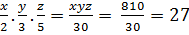 x/2 . y/3 . z/5 = xyz/30 = 810/30 = 27